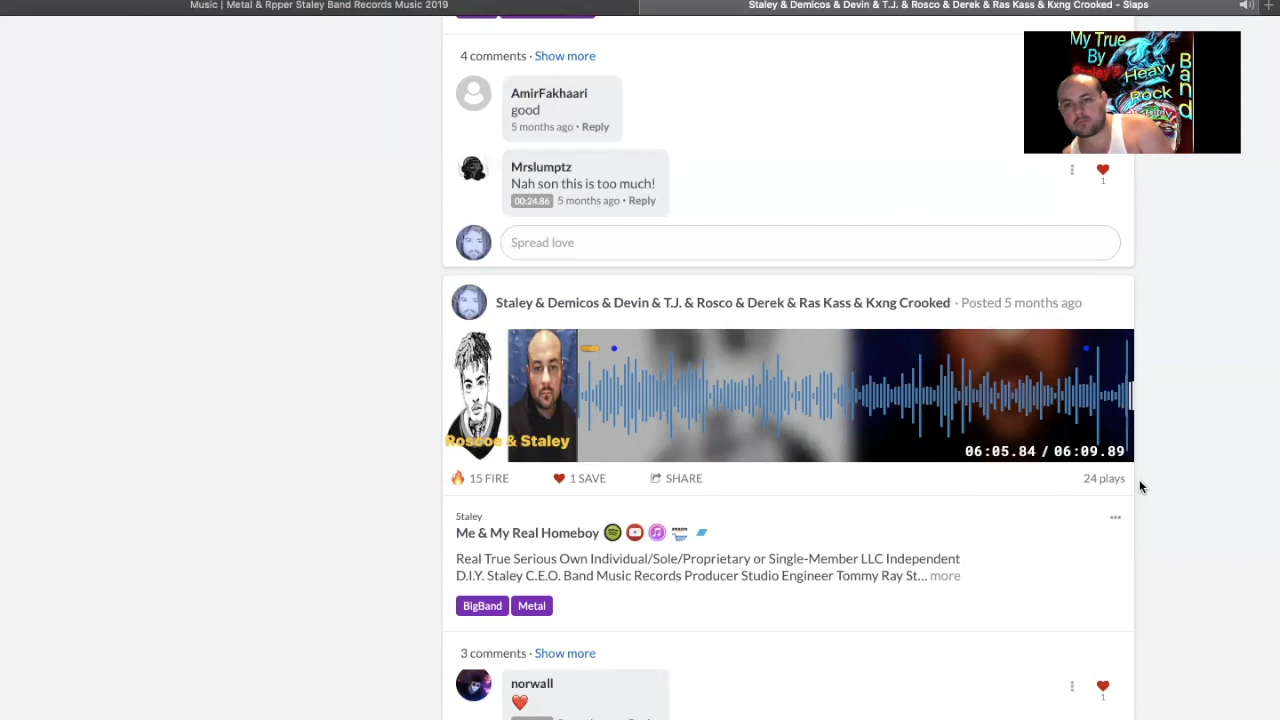 Music | Metal & Rpper Staley Band Records Music 2019
Staley & Demicos & Devin & T.J. & Rosco & Derek & Ras Kass & Kxng Crooked - Slaps
4 comments · Show more
My True
By
Staley's
Heavy
Rock
Band
AmirFakhaari
good
5 months ago • Reply
Mrslumptz
Nah son this is too much!
00:24.86 5 months ago • Reply
1
Spread love
Staley & Demicos & Devin & T.J. & Rosco & Derek & Ras Kass & Kxng Crooked · Posted 5 months ago
Roscoe & Staley
06:05.84 / 06:09.89
15 FIRE 1 SAVE SHARE 24 plays
Staley
Me & My Real Homeboy
Real True Serious Own Individual/Sole/Proprietary or Single-Member LLC Independent
D.I.Y. Staley C.E.O. Band Music Records Producer Studio Engineer Tommy Ray St... more
BigBand Metal
3 comments · Show more
norwall
1